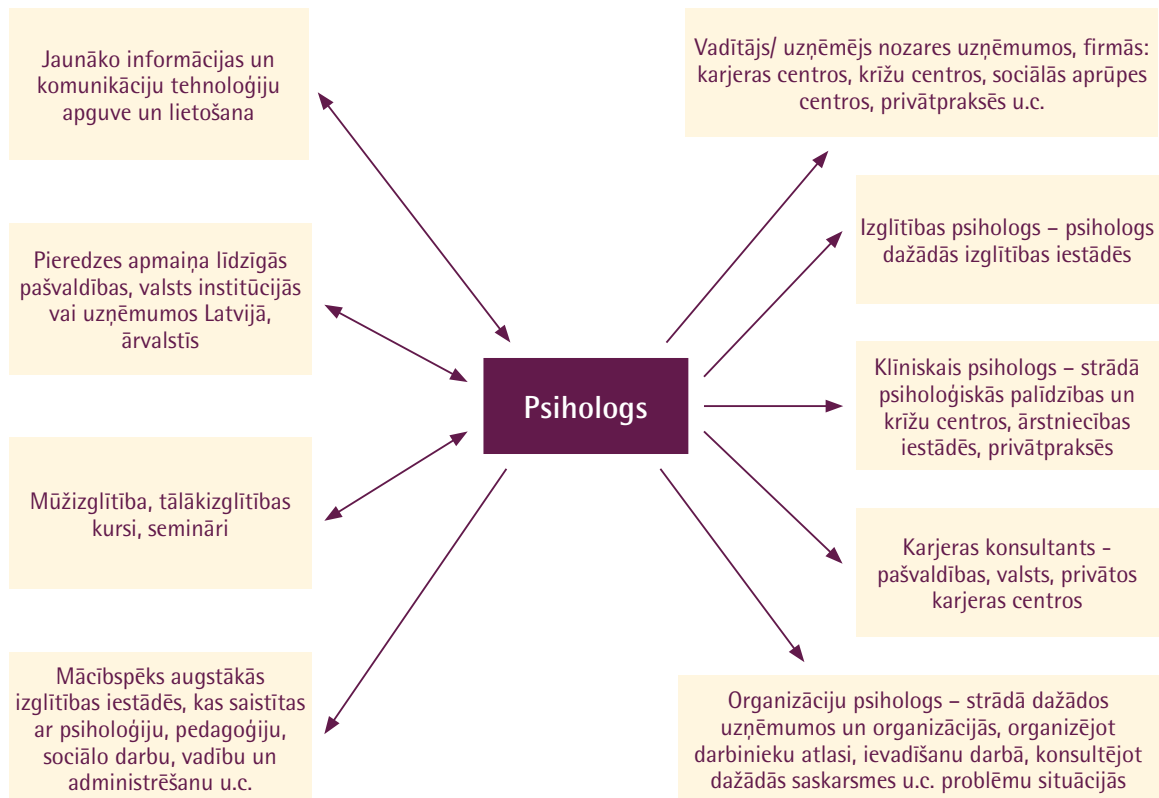 Jaunāko informācijas un
komunikāciju tehnoloģiju
apguve un lietošana
Pieredzes apmaiņa līdzīgās
pašvaldības, valsts institūcijās
vai uzņēmumos Latvijā,
ārvalstīs
Mūžizglītība, tālākizglītības
kursi, semināri
Mācībspēks augstākās
izglītības iestādēs, kas saistītas
ar psiholoģiju, pedagoģiju,
sociālo darbu, vadību un
administrēšanu u.c.
Psihologs
Vadītājs/ uzņēmējs nozares uzņēmumos, firmās:
karjeras centros, krīžu centros, sociālās aprūpes
centros, privātpraksēs u.c.
Izglītības psihologs – psihologs
dažādās izglītības iestādēs
Klīniskais psihologs – strādā
psiholoģiskās palīdzības un
krīžu centros, ārstniecības
iestādēs, privātpraksēs
Karjeras konsultants -
pašvaldības, valsts, privātos
karjeras centros
Organizāciju psihologs – strādā dažādos
uzņēmumos un organizācijās, organizējot
darbinieku atlasi, ievadīšanu darbā, konsultējot
dažādās saskarsmes u.c. problēmu situācijās